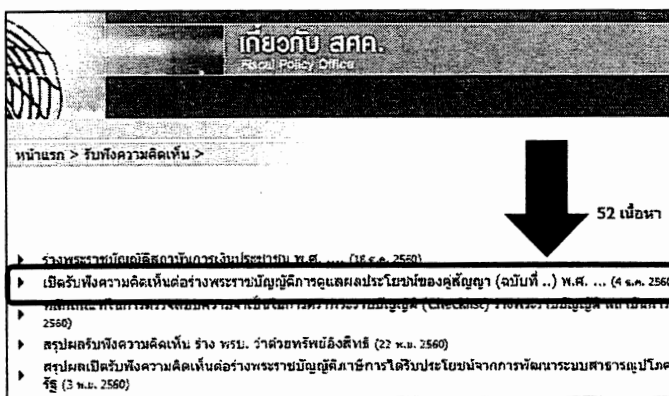 เกี่ยวกับ สศค.
Fiscal Policy Office
หน้าแรก > รับฟังความคิดเห็น >
52 เนื้อหา
ร่างพระราชบัญญัติสถาบันการเงินประชาชน พ.ศ. .... (18 ธ.ค. 2560)
เปิดรับฟังความคิดเห็นต่อร่างพระราชบัญญัติการดูแลผลประโยชน์ของคู่สัญญา (ฉบับที่ ..) พ.ศ. ... (4 ธ.ค. 2560
(Checklist)
2560)
สรุปผลรับฟังความคิดเห็น ร่าง พรบ. ว่าด้วยทรัพย์อิงสิทธิ (22 พ.ย. 2560)
สรุปผลเปิดรับฟังความคิดเห็นต่อร่างพระราชบัญญัติภาษีการได้รับประโยชน์จากการพัฒนาระบบสาธารณูปโภค
รัฐ (3 พ.ย. 2560)